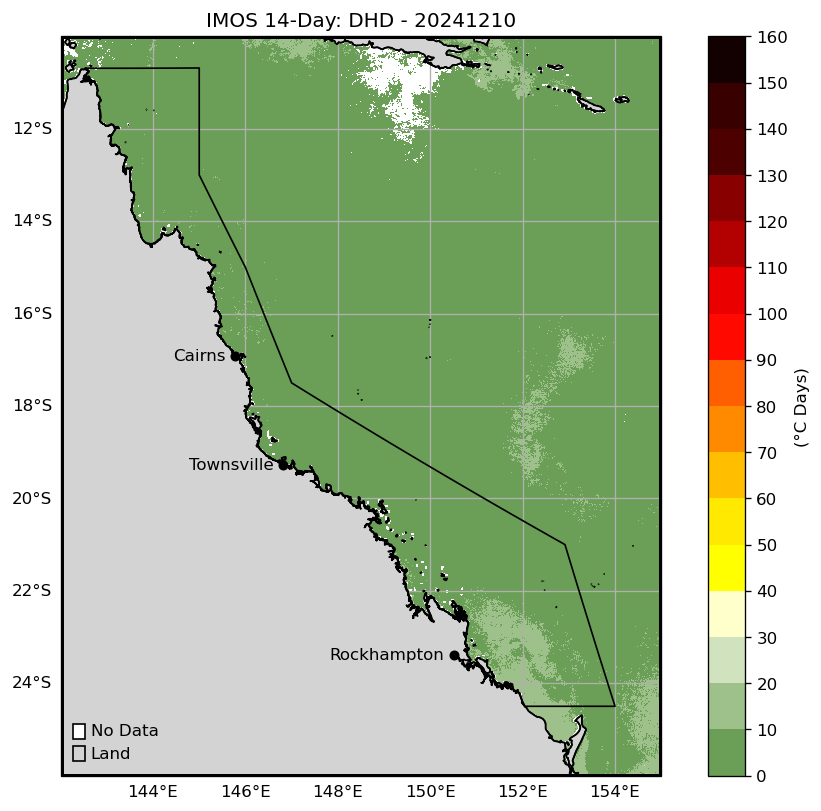 IMOS 14-Day: DHD - 20241210
12°S
14°S
16°S
18°S
20°S
22°S
24°S
Cairns
Townsville
Rockhampton
No Data
Land
144°E 146°E 148°E 150°E 152°E 154°E
160
150
140
130
120
110
100
90
80
70
60
50
40
30
20
10
0
(°C Days)